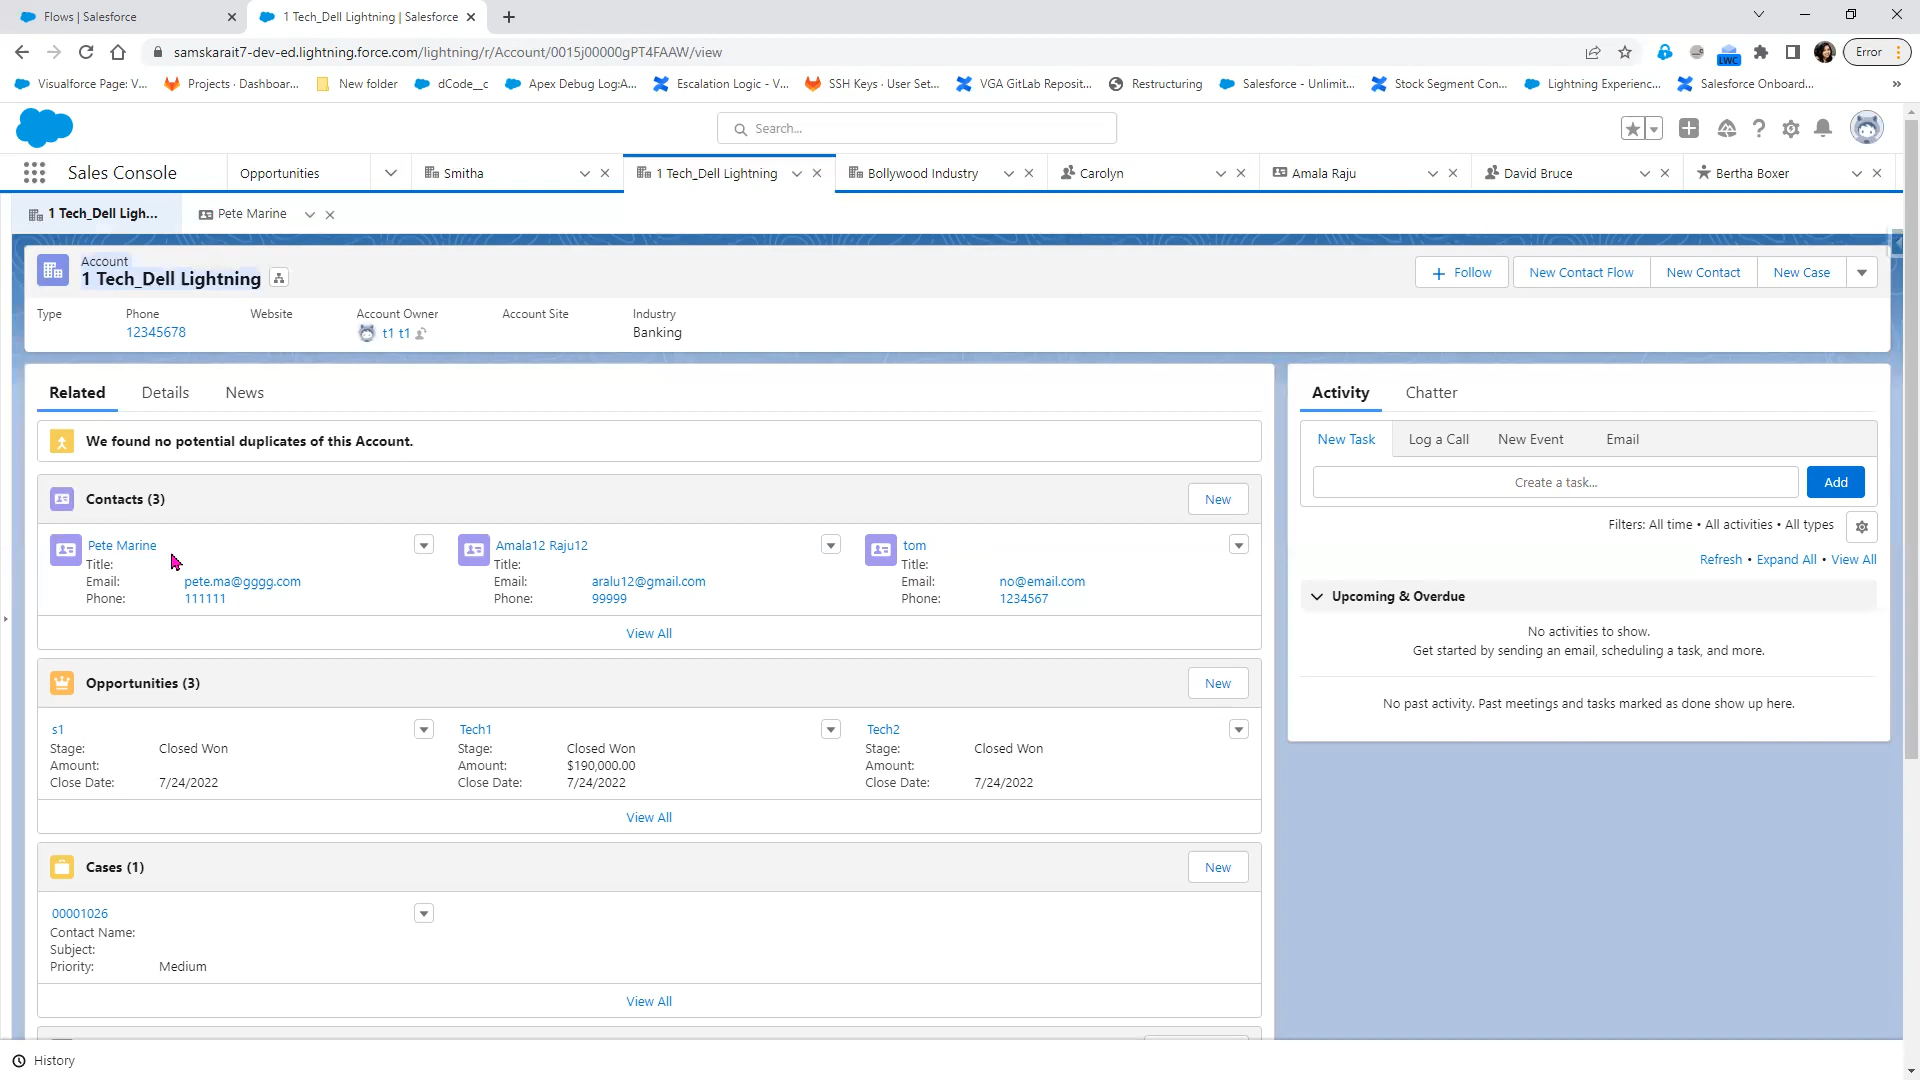 Flows | Salesforce
1 Tech_Dell Lightning | Salesforce
samskarait7-dev-ed.lightning.force.com/lightning/r/Account/0015j00000gPT4FAAW/view
LWC
Error
Visualforce Page: V...
Projects · Dashboar...
New folder
dCode__c
Apex Debug Log:A...
Escalation Logic - V...
SSH Keys · User Set...
VGA GitLab Reposit...
Restructuring
Salesforce - Unlimit...
Stock Segment Con...
Lightning Experienc...
Salesforce Onboard...
Search...
Sales Console
Opportunities
Smitha
1 Tech_Dell Lightning
Bollywood Industry
Carolyn
Amala Raju
David Bruce
Bertha Boxer
1 Tech_Dell Ligh...
Pete Marine
Account
1 Tech_Dell Lightning
Follow
New Contact Flow
New Contact
New Case
Type
Phone
Website
Account Owner
Account Site
Industry
12345678
t1 t1
Banking
Related
Details
News
We found no potential duplicates of this Account.
Contacts (3)
New
Pete Marine
Title:
Email: pete.ma@gggg.com
Phone: 111111
Amala12 Raju12
Title:
Email: aralu12@gmail.com
Phone: 99999
tom
Title:
Email: no@email.com
Phone: 1234567
View All
Opportunities (3)
New
s1
Stage: Closed Won
Amount:
Close Date: 7/24/2022
Tech1
Stage: Closed Won
Amount: $190,000.00
Close Date: 7/24/2022
Tech2
Stage: Closed Won
Amount:
Close Date: 7/24/2022
View All
Cases (1)
New
00001026
Contact Name:
Subject:
Priority: Medium
View All
Activity
Chatter
New Task
Log a Call
New Event
Email
Create a task...
Add
Filters: All time • All activities • All types
Refresh • Expand All • View All
Upcoming & Overdue
No activities to show.
Get started by sending an email, scheduling a task, and more.
No past activity. Past meetings and tasks marked as done show up here.
History